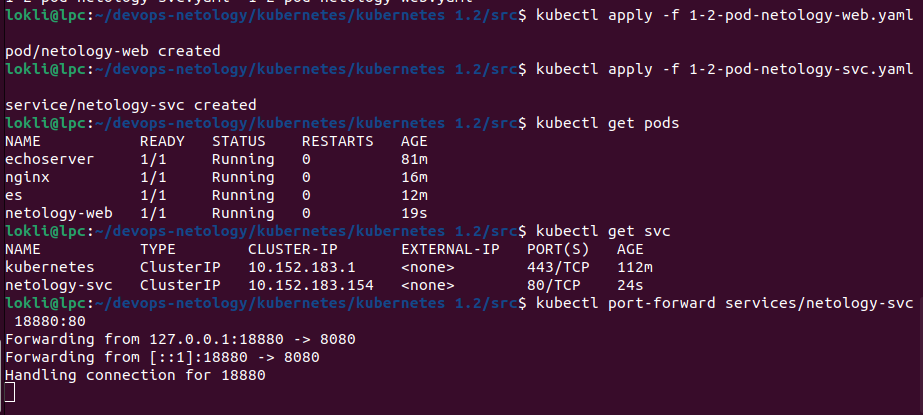 lokli@lpc:~/devops-netology/kubernetes/kubernetes 1.2/src$ kubectl apply -f 1-2-pod-netology-web.yaml
pod/netology-web created
lokli@lpc:~/devops-netology/kubernetes/kubernetes 1.2/src$ kubectl apply -f 1-2-pod-netology-svc.yaml
service/netology-svc created
lokli@lpc:~/devops-netology/kubernetes/kubernetes 1.2/src$ kubectl get pods
NAME           READY   STATUS    RESTARTS   AGE
echoserver     1/1     Running   0          81m
nginx          1/1     Running   0          16m
es             1/1     Running   0          12m
netology-web   1/1     Running   0          19s
lokli@lpc:~/devops-netology/kubernetes/kubernetes 1.2/src$ kubectl get svc
NAME           TYPE        CLUSTER-IP       EXTERNAL-IP   PORT(S)   AGE
kubernetes     ClusterIP   10.152.183.1     <none>        443/TCP   112m
netology-svc   ClusterIP   10.152.183.154   <none>        80/TCP    24s
lokli@lpc:~/devops-netology/kubernetes/kubernetes 1.2/src$ kubectl port-forward services/netology-svc
 18880:80
Forwarding from 127.0.0.1:18880 -> 8080
Forwarding from [::1]:18880 -> 8080
Handling connection for 18880